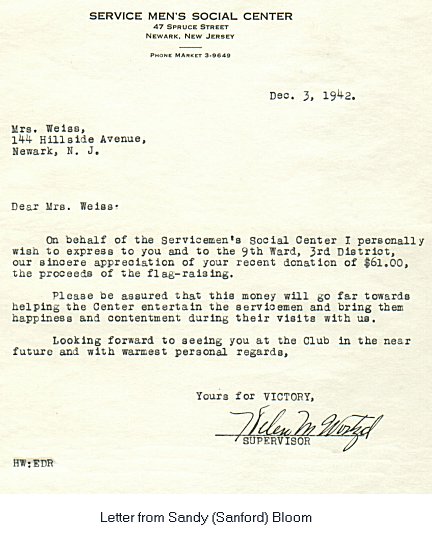 SERVICE MEN'S SOCIAL CENTER
47 SPRUCE STREET
NEWARK, NEW JERSEY
PHONE MARKET 3-9649
Dec. 3, 1942.
Mrs. Weiss,
144 Hillside Avenue,
Newark, N. J.
Dear Mrs. Weiss·
On behalf of the Servicemen's Social Center I personally
wish to express to you and to the 9th Ward, 3rd District,
our sincere appreciation of your recent donation of $61.00,
the proceeds of the flag-raising.
Please be assured that this money will go far towards
helping the Center entertain the servicemen and bring them
happiness and contentment during their visits with us.
Looking forward to seeing you at the Club in the near
future and with warmest personal regards,
Yours for VICTORY,
Helen M
SUPERVISOR
HW:EDR
Letter from Sandy (Sanford) Bloom